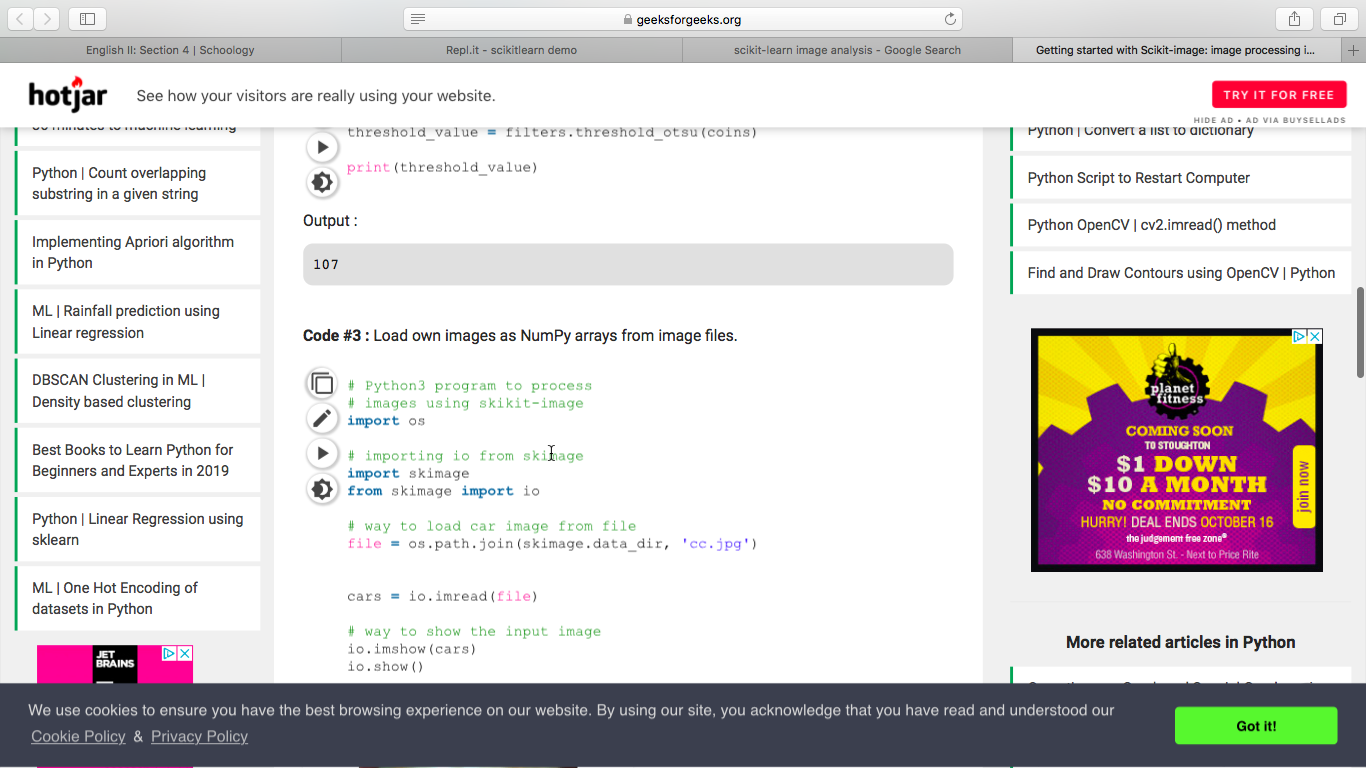 geeksforgeeks.org
English II: Section 4 | Schoology
Repl.it - scikitlearn demo
scikit-learn image analysis - Google Search
Getting started with Scikit-image: image processing i...
hotjar
See how your visitors are really using your website.
TRY IT FOR FREE
HIDE AD • AD VIA BUYSELLADS
30 minutes to machine learning
Python | Count overlapping
substring in a given string
Implementing Apriori algorithm
in Python
ML | Rainfall prediction using
Linear regression
DBSCAN Clustering in ML |
Density based clustering
Best Books to Learn Python for
Beginners and Experts in 2019
Python | Linear Regression using
sklearn
ML | One Hot Encoding of
datasets in Python
JET
BRAINS
threshold_value = filters.threshold_otsu(coins)
print(threshold_value)
Output :
107
Code #3 : Load own images as NumPy arrays from image files.
# Python3 program to process
# images using skikit-image
import os
# importing io from skimage
import skimage
from skimage import io
# way to load car image from file
file = os.path.join(skimage.data_dir, 'cc.jpg')
cars = io.imread(file)
# way to show the input image
io.imshow(cars)
io.show()
Python | Convert a list to dictionary
Python Script to Restart Computer
Python OpenCV | cv2.imread() method
Find and Draw Contours using OpenCV | Python
planet
fitness
COMING SOON
TO STOUGHTON
$1 DOWN
$10 A MONTH
NO COMMITMENT
HURRY! DEAL ENDS OCTOBER 16
the judgement free zone®
638 Washington St. - Next to Price Rite
join now
More related articles in Python
We use cookies to ensure you have the best browsing experience on our website. By using our site, you acknowledge that you have read and understood our
Cookie Policy & Privacy Policy
Got it!